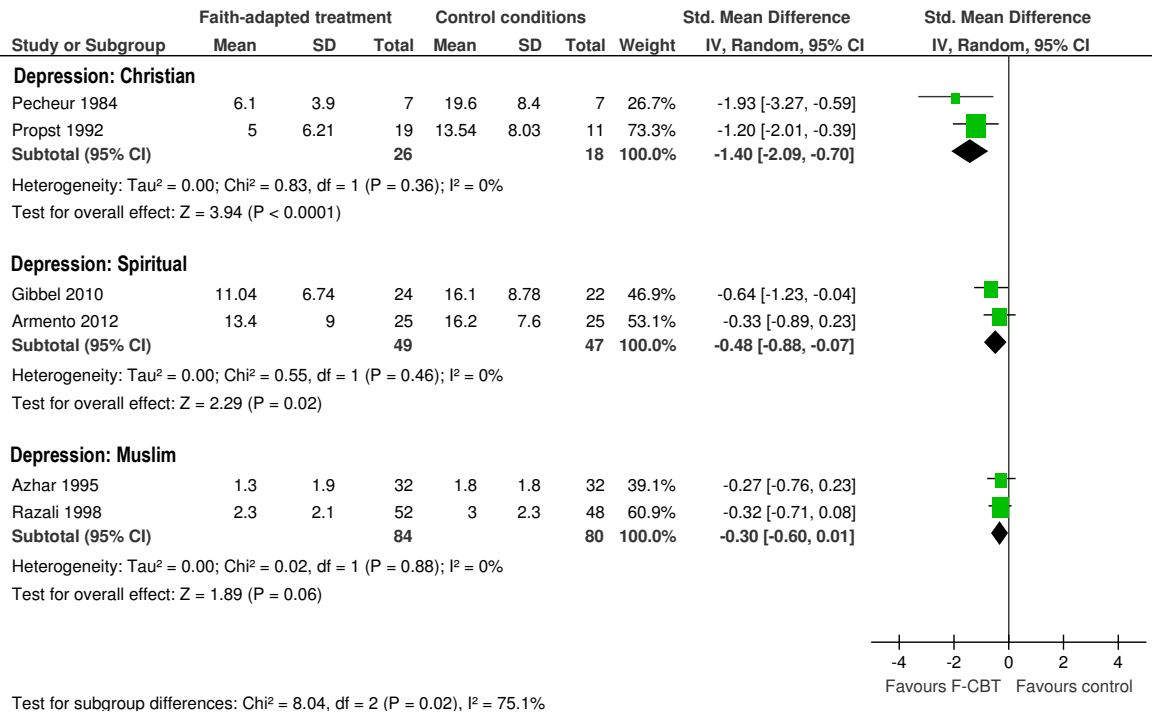 Faith-adapted treatment Control conditions Std. Mean Difference Std. Mean Difference
Study or Subgroup Mean SD Total Mean SD Total Weight IV, Random, 95% CI IV, Random, 95% CI
Depression: Christian
Pecheur 1984 6.1 3.9 7 19.6 8.4 7 26.7% -1.93 [-3.27, -0.59]
Propst 1992 5 6.21 19 13.54 8.03 11 73.3% -1.20 [-2.01, -0.39]
Subtotal (95% CI) 26 18 100.0% -1.40 [-2.09, -0.70]
Heterogeneity: Tau² = 0.00; Chi² = 0.83, df = 1 (P = 0.36); I² = 0%
Test for overall effect: Z = 3.94 (P < 0.0001)
Depression: Spiritual
Gibbel 2010 11.04 6.74 24 16.1 8.78 22 46.9% -0.64 [-1.23, -0.04]
Armento 2012 13.4 9 25 16.2 7.6 25 53.1% -0.33 [-0.89, 0.23]
Subtotal (95% CI) 49 47 100.0% -0.48 [-0.88, -0.07]
Heterogeneity: Tau² = 0.00; Chi² = 0.55, df = 1 (P = 0.46); I² = 0%
Test for overall effect: Z = 2.29 (P = 0.02)
Depression: Muslim
Azhar 1995 1.3 1.9 32 1.8 1.8 32 39.1% -0.27 [-0.76, 0.23]
Razali 1998 2.3 2.1 52 3 2.3 48 60.9% -0.32 [-0.71, 0.08]
Subtotal (95% CI) 84 80 100.0% -0.30 [-0.60, 0.01]
Heterogeneity: Tau² = 0.00; Chi² = 0.02, df = 1 (P = 0.88); I² = 0%
Test for overall effect: Z = 1.89 (P = 0.06)
-4 -2 0 2 4
Favours F-CBT Favours control
Test for subgroup differences: Chi² = 8.04, df = 2 (P = 0.02), I² = 75.1%